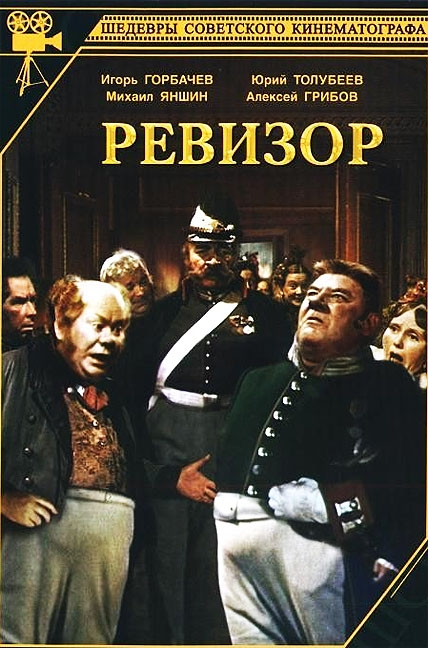 ШЕДЕВРЫ СОВЕТСКОГО КИНЕМАТОГРАФА
Игорь ГОРБАЧЕВ Юрий ТОЛУБЕЕВ
Михаил ЯНШИН Алексей ГРИБОВ
РЕВИЗОР